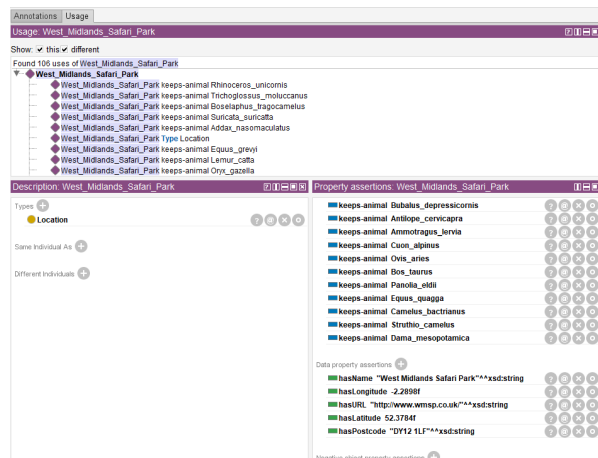 Annotations Usage
Usage: West_Midlands_Safari_Park
Show: this different
Found 106 uses of West_Midlands_Safari_Park
West_Midlands_Safari_Park
West_Midlands_Safari_Park keeps-animal Rhinoceros_unicornis
West_Midlands_Safari_Park keeps-animal Trichoglossus_moluccanus
West_Midlands_Safari_Park keeps-animal Boselaphus_tragocamelus
West_Midlands_Safari_Park keeps-animal Suricata_suricatta
West_Midlands_Safari_Park keeps-animal Addax_nasomaculatus
West_Midlands_Safari_Park Type Location
West_Midlands_Safari_Park keeps-animal Equus_grevyi
West_Midlands_Safari_Park keeps-animal Lemur_catta
West_Midlands_Safari_Park keeps-animal Oryx_gazella
Description: West_Midlands_Safari_Park
Types
Location
Same Individual As
Different Individuals
Property assertions: West_Midlands_Safari_Park
keeps-animal Bubalus_depressicornis
keeps-animal Antilope_cervicapra
keeps-animal Ammotragus_lervia
keeps-animal Cuon_alpinus
keeps-animal Ovis_aries
keeps-animal Bos_taurus
keeps-animal Panolia_eldii
keeps-animal Equus_quagga
keeps-animal Camelus_bactrianus
keeps-animal Struthio_camelus
keeps-animal Dama_mesopotamica
Data property assertions
hasName "West Midlands Safari Park"^^xsd:string
hasLongitude -2.2898f
hasURL "http://www.wmsp.co.uk/"^^xsd:string
hasLatitude 52.3784f
hasPostcode "DY12 1LF"^^xsd:string
Negative object property assertions